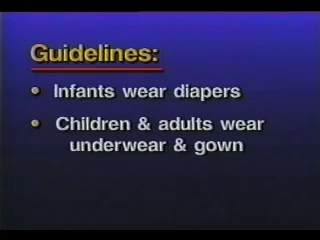 Guidelines:
Infants wear diapers
Children & adults wear
underwear & gown